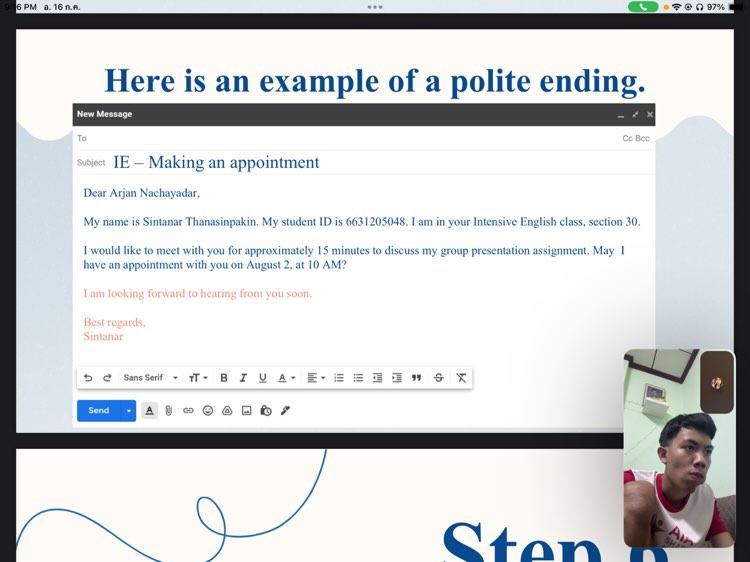 9:16 PM อ. 16 ก.ค.
97%
Here is an example of a polite ending.
New Message
To
Cc Bcc
Subject IE – Making an appointment
Dear Arjan Nachayadar,
My name is Sintanar Thanasinpakin. My student ID is 6631205048. I am in your Intensive English class, section 30.
I would like to meet with you for approximately 15 minutes to discuss my group presentation assignment. May I
have an appointment with you on August 2, at 10 AM?
I am looking forward to hearing from you soon.
Best regards,
Sintanar
Sans Serif
Send
Step